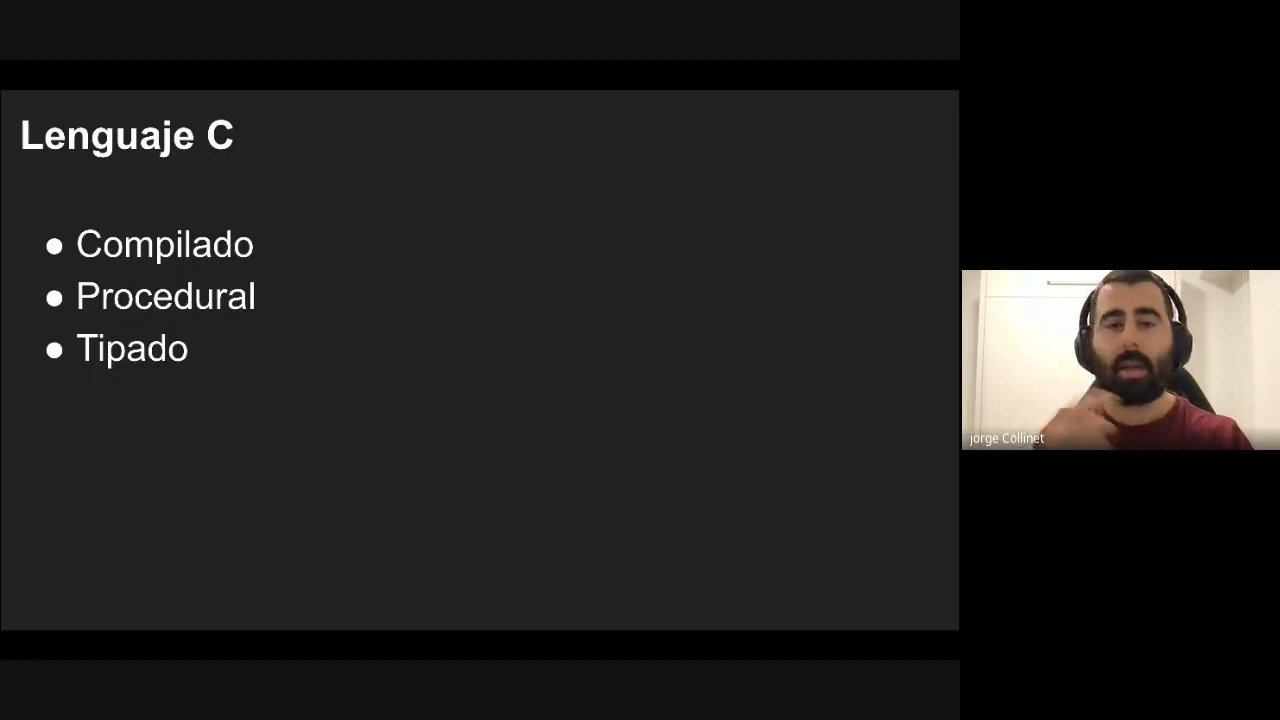 Lenguaje C
● Compilado
● Procedural
● Tipado
jorge Collinet